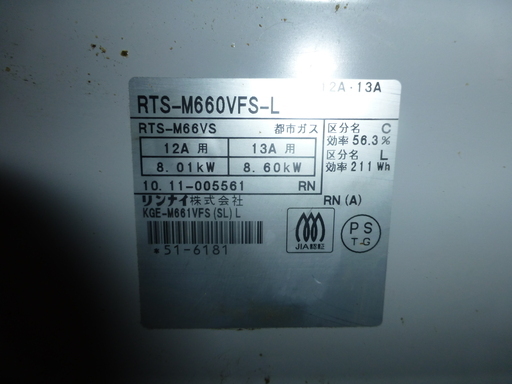 12A・13A
RTS-M660VFS-L
RTS-M66VS 都市ガス
12A 用 13A 用
8.01kW 8.60kW
区分名 C
効率 56.3%
区分名 L
効率 211 Wh
10.11-005561 RN
リンナイ株式会社 RN (A)
KGE-M661VFS(SL)L
JIA認証
PS
T-G
*51-6181